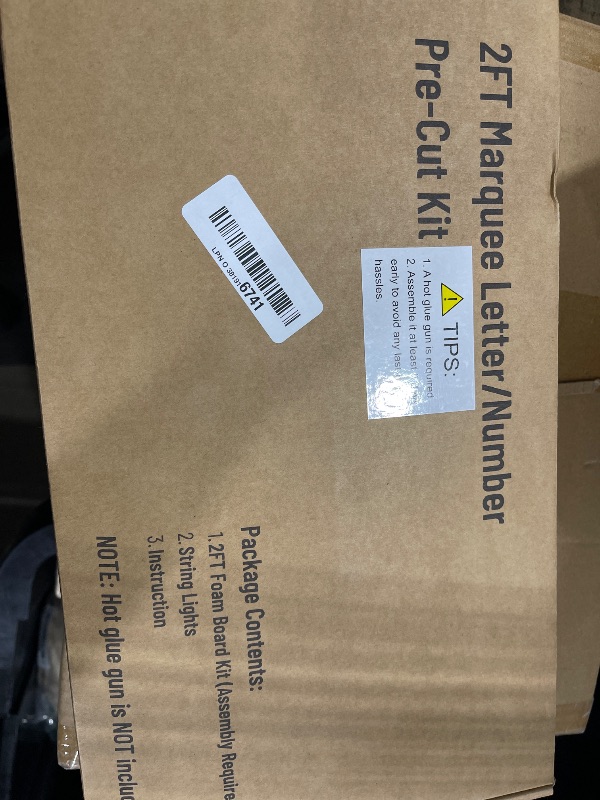 2FT Marquee Letter/Number
Pre-Cut Kit
TIPS:
1. A hot glue gun is required
2. Assemble it at least
early to avoid any las
hassles.
LPN 6741
Package Contents:
1.2FT Foam Board Kit (Assembly Require
2.String Lights
3.Instruction
NOTE: Hot glue gun is NOT includ